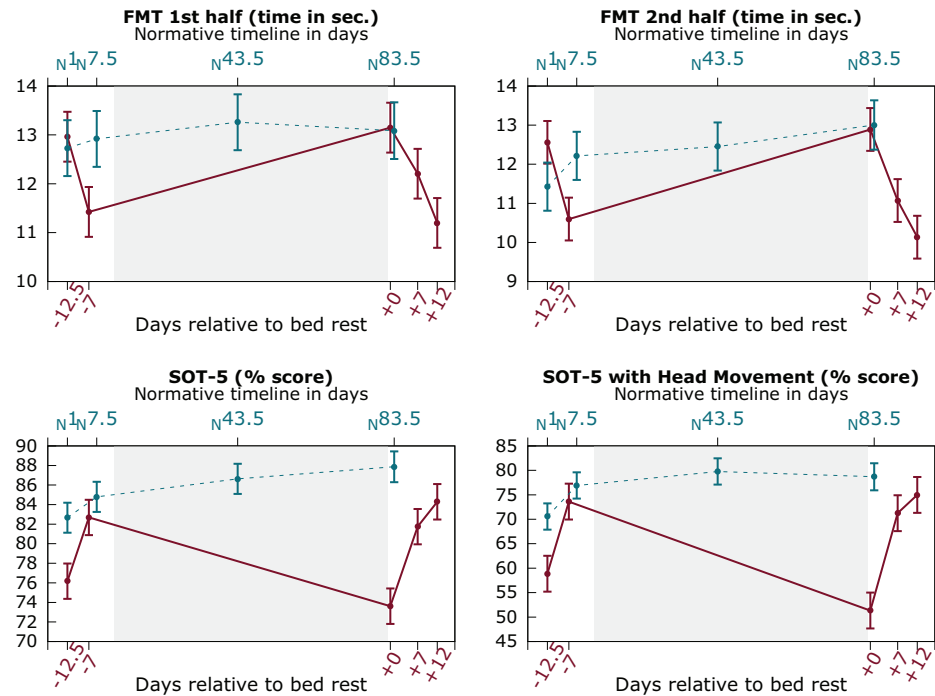 FMT 1st half (time in sec.)
Normative timeline in days
N1 N7.5 N43.5 N83.5
14
13
12
11
10
-12.5 -7 +0 +7 +12
Days relative to bed rest
FMT 2nd half (time in sec.)
Normative timeline in days
N1 N7.5 N43.5 N83.5
14
13
12
11
10
9
-12.5 -7 +0 +7 +12
Days relative to bed rest
SOT-5 (% score)
Normative timeline in days
N1 N7.5 N43.5 N83.5
90
88
86
84
82
80
78
76
74
72
70
-12.5 -7 +0 +7 +12
Days relative to bed rest
SOT-5 with Head Movement (% score)
Normative timeline in days
N1 N7.5 N43.5 N83.5
85
80
75
70
65
60
55
50
45
-12.5 -7 +0 +7 +12
Days relative to bed rest